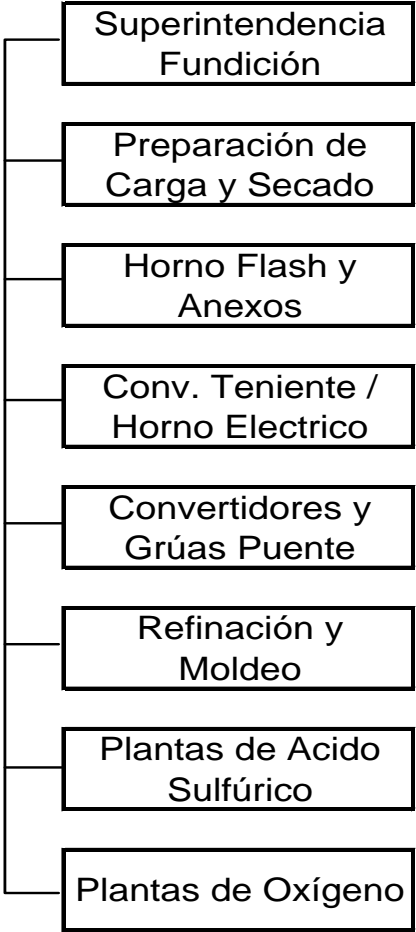 Superintendencia
Fundición
Preparación de
Carga y Secado
Horno Flash y
Anexos
Conv. Teniente /
Horno Electrico
Convertidores y
Grúas Puente
Refinación y
Moldeo
Plantas de Acido
Sulfúrico
Plantas de Oxígeno